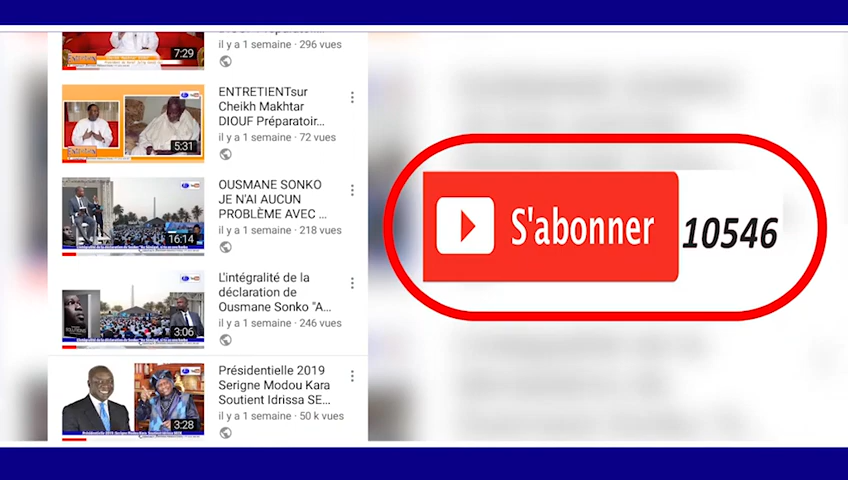 il y a 1 semaine · 296 vues
7:29
ENTRETIENTsur
Cheikh Makhtar
DIOUF Préparatoir...
il y a 1 semaine · 72 vues
ENTRETIEN
5:31
OUSMANE SONKO
JE N'AI AUCUN
PROBLÈME AVEC ...
il y a 1 semaine · 218 vues
16:14
L'intégralité de la
déclaration de
Ousmane Sonko "A...
il y a 1 semaine · 246 vues
SOLUTIONS
3:06
Présidentielle 2019
Serigne Modou Kara
Soutient Idrissa SE...
il y a 1 semaine · 50 k vues
3:28
S'abonner
10546